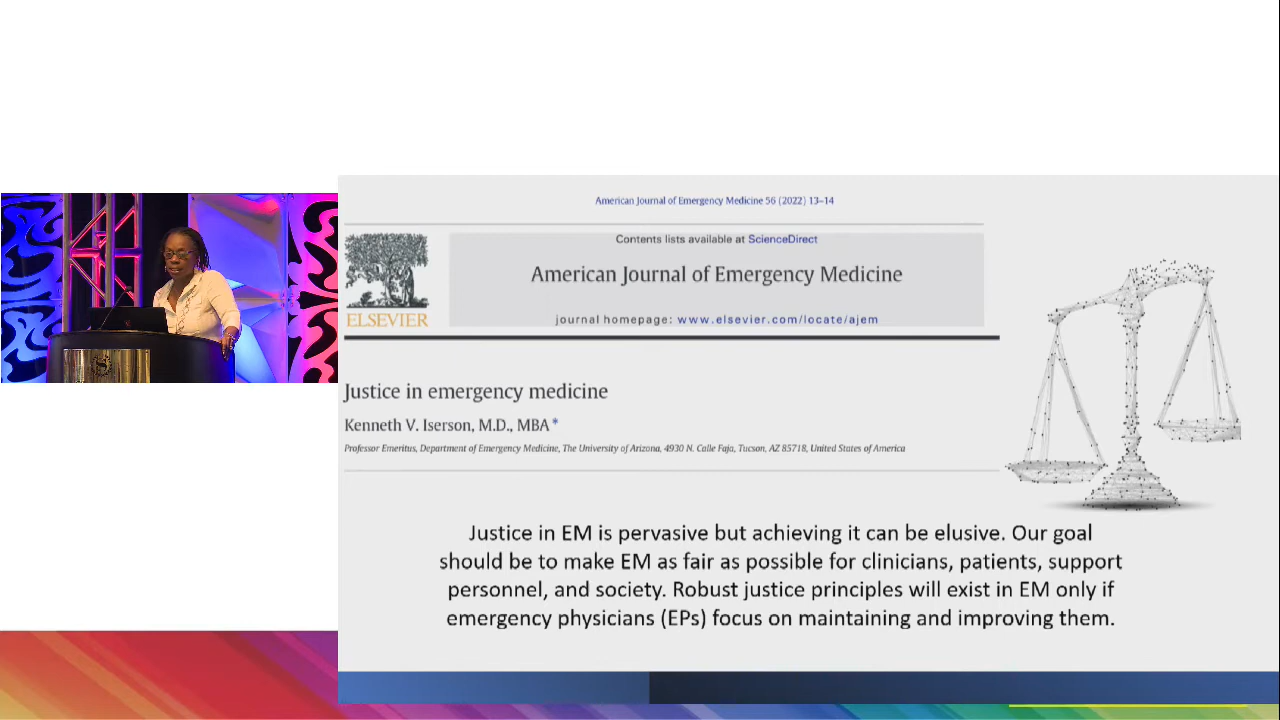 American Journal of Emergency Medicine 56 (2022) 13–14
Contents lists available at ScienceDirect
American Journal of Emergency Medicine
journal homepage: www.elsevier.com/locate/ajem
ELSEVIER
Justice in emergency medicine
Kenneth V. Iserson, M.D., MBA *
Professor Emeritus, Department of Emergency Medicine, The University of Arizona, 4930 N. Calle Faja, Tucson, AZ 85718, United States of America
Justice in EM is pervasive but achieving it can be elusive. Our goal
should be to make EM as fair as possible for clinicians, patients, support
personnel, and society. Robust justice principles will exist in EM only if
emergency physicians (EPs) focus on maintaining and improving them.